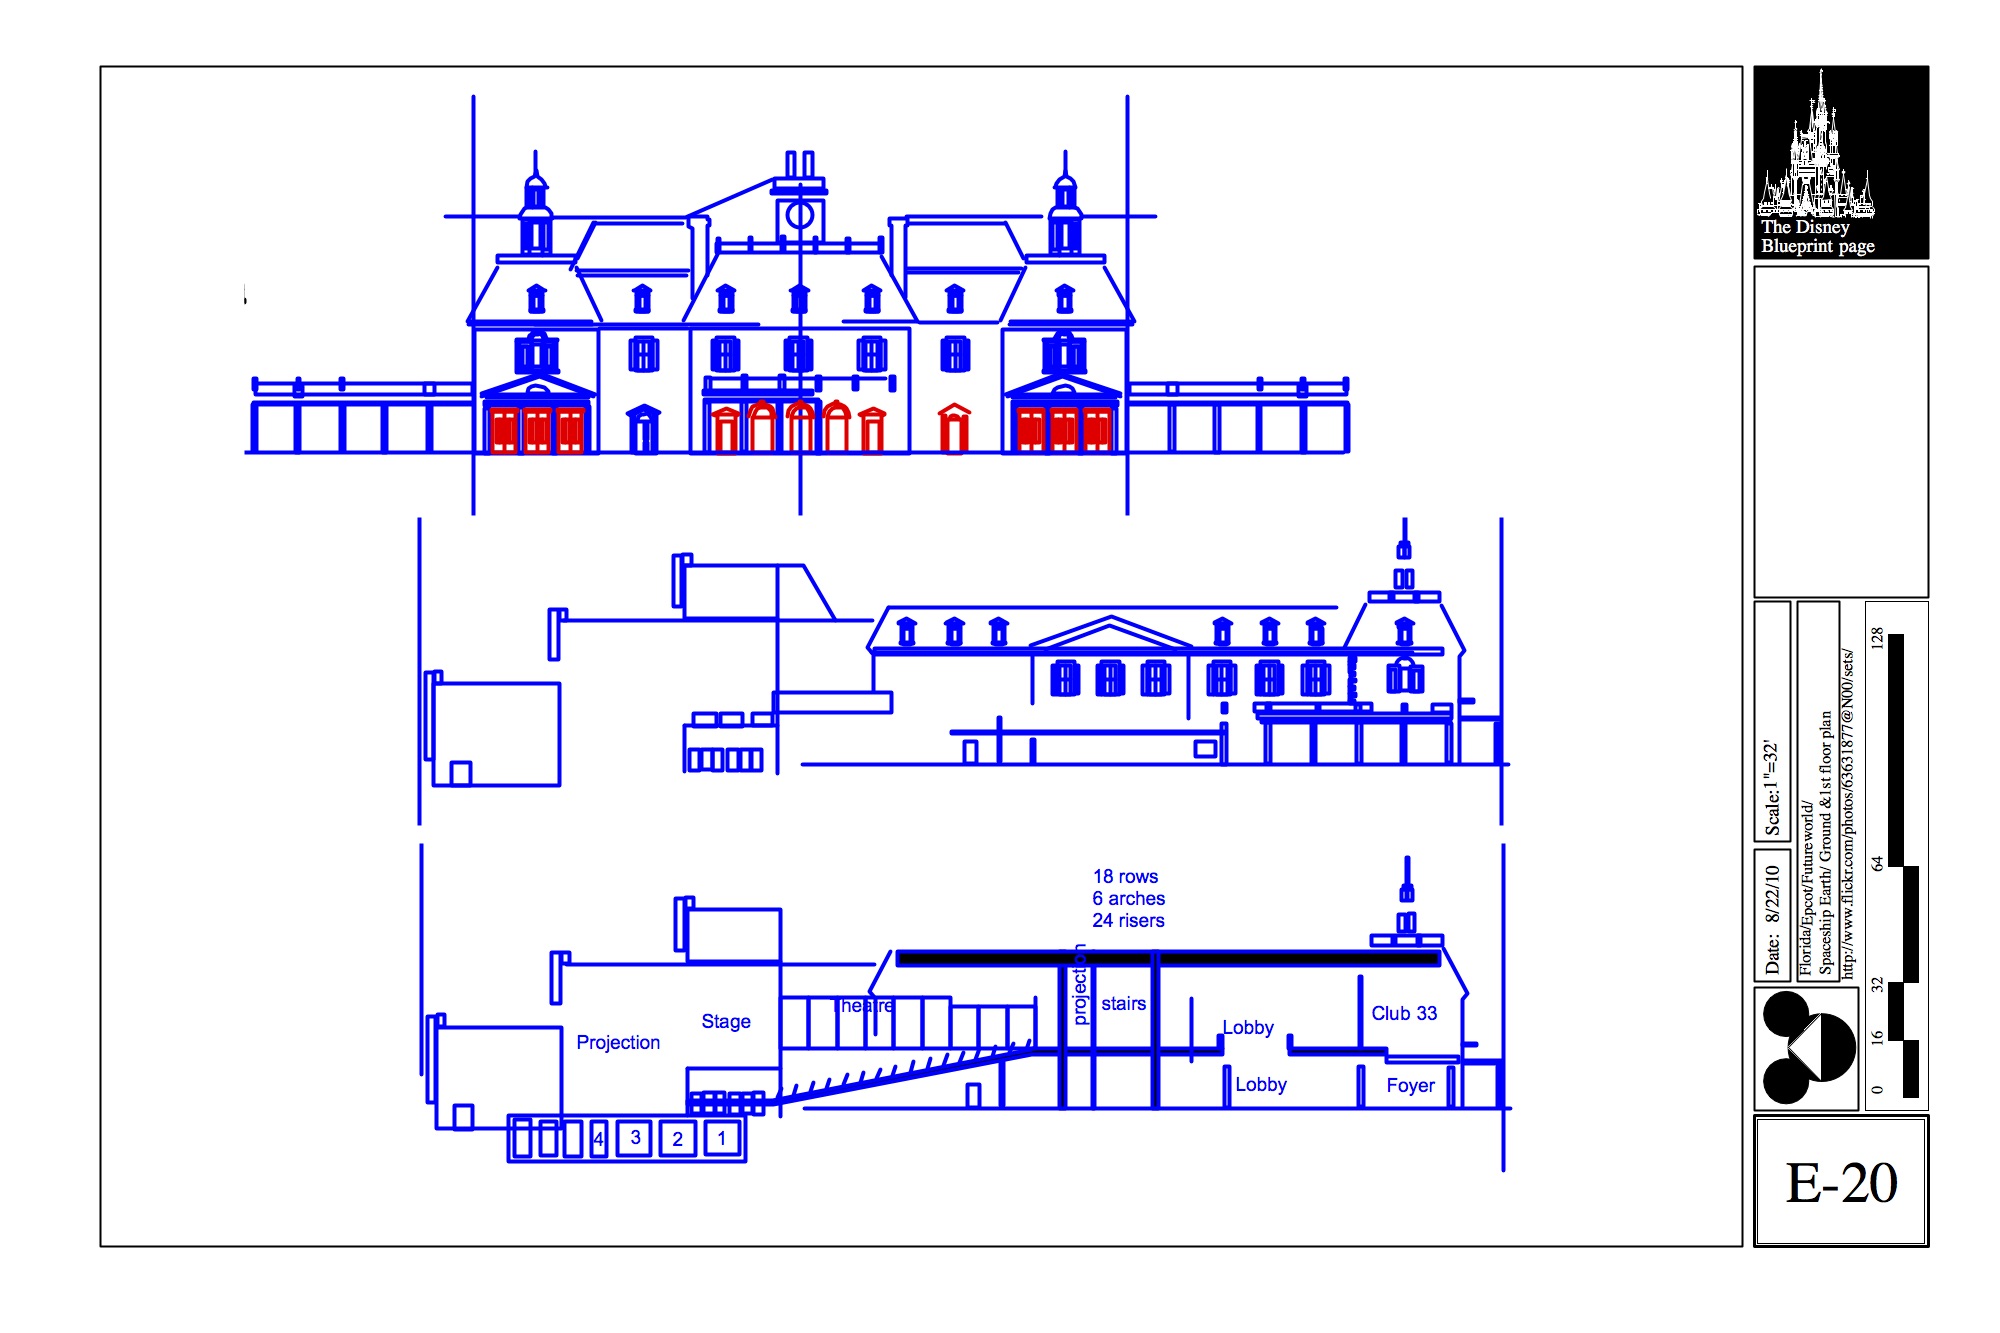 The Disney
Blueprint page
18 rows
6 arches
24 risers
projection
stairs
Theatre
Stage
Projection
Lobby
Club 33
Lobby
Foyer
4
3
2
1
Scale:1"=32'
Date: 8/22/10
Florida/Epcot/Futureworld/
Spaceship Earth/ Ground &1st floor plan
http://www.flickr.com/photos/63631877@N00/sets/
128
64
32
16
0
E-20